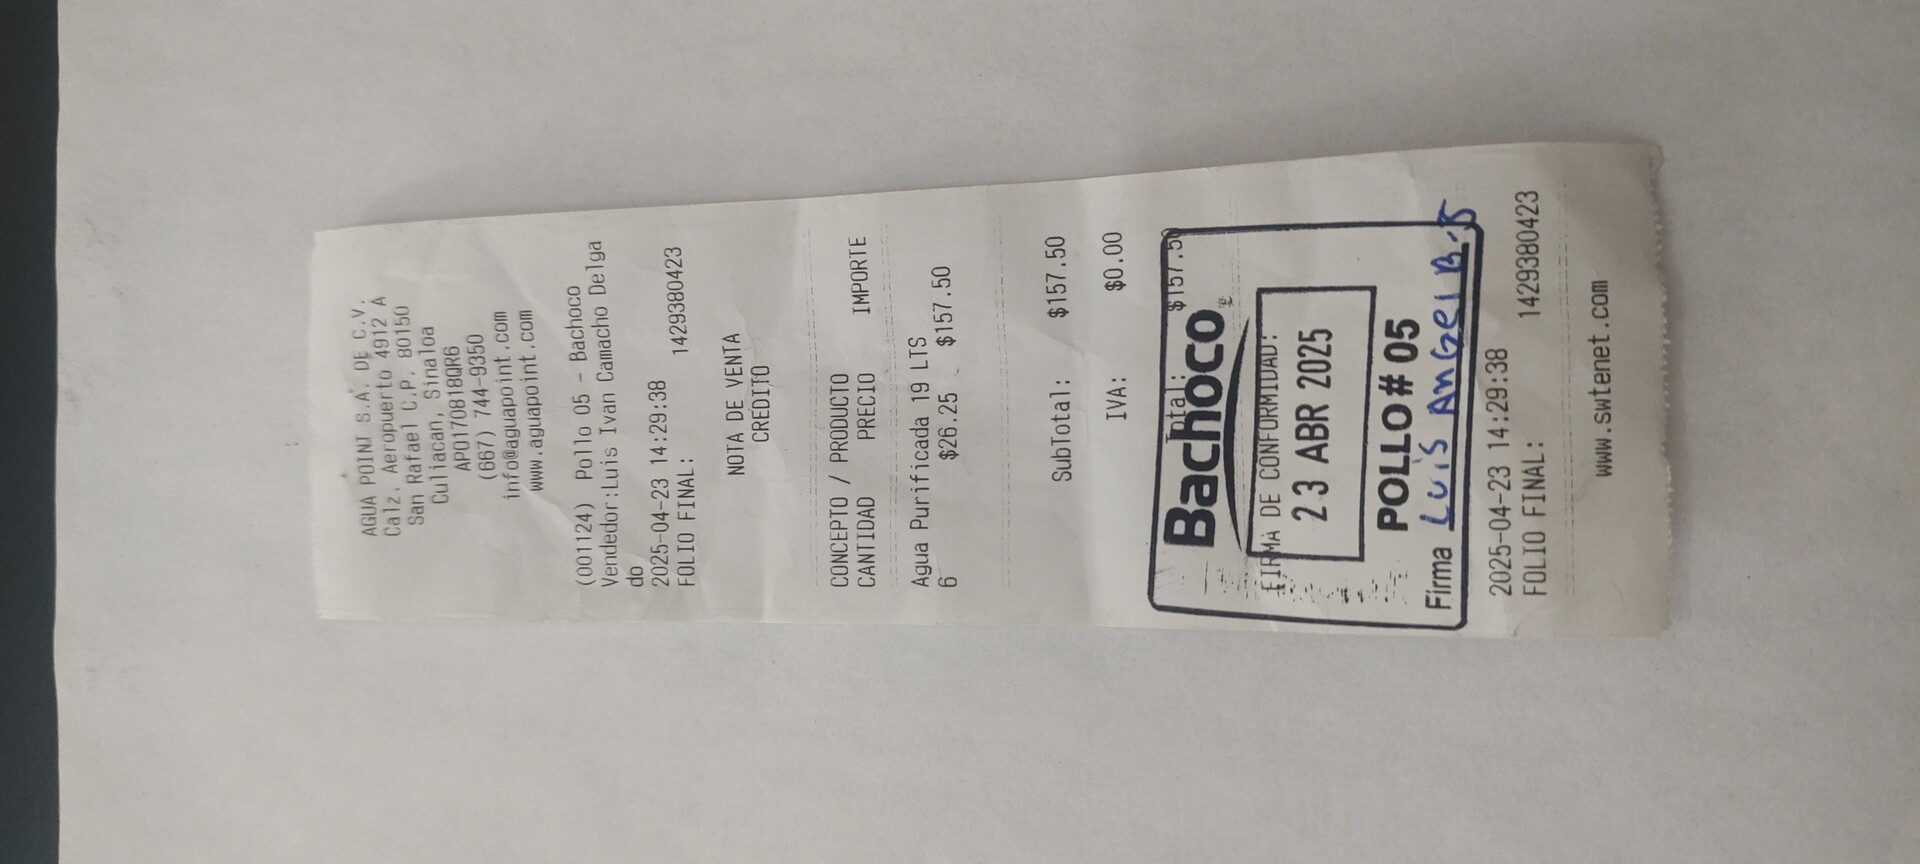 AGUA POINT S.A. DE C.V.
Calz. Aeropuerto 4912 A
San Rafael C.P. 80150
Culiacan, Sinaloa
APO170818QR6
(667) 744-9350
info@aguapoint.com
www.aguapoint.com
(001124) Pollo 05 - Bachoco
Vendedor:Luis Ivan Camacho Delga
do
2025-04-23 14:29:38
FOLIO FINAL: 1429380423
NOTA DE VENTA
CREDITO
CONCEPTO / PRODUCTO
CANTIDAD PRECIO IMPORTE
Agua Purificada 19 LTS
6 $26.25 $157.50
SubTotal: $157.50
IVA: $0.00
Total: $157.50
Bachoco
FIRMA DE CONFORMIDAD:
23 ABR 2025
POLLO # 05
Firma Luis Angel B.
2025-04-23 14:29:38
FOLIO FINAL: 1429380423
www.swtenet.com